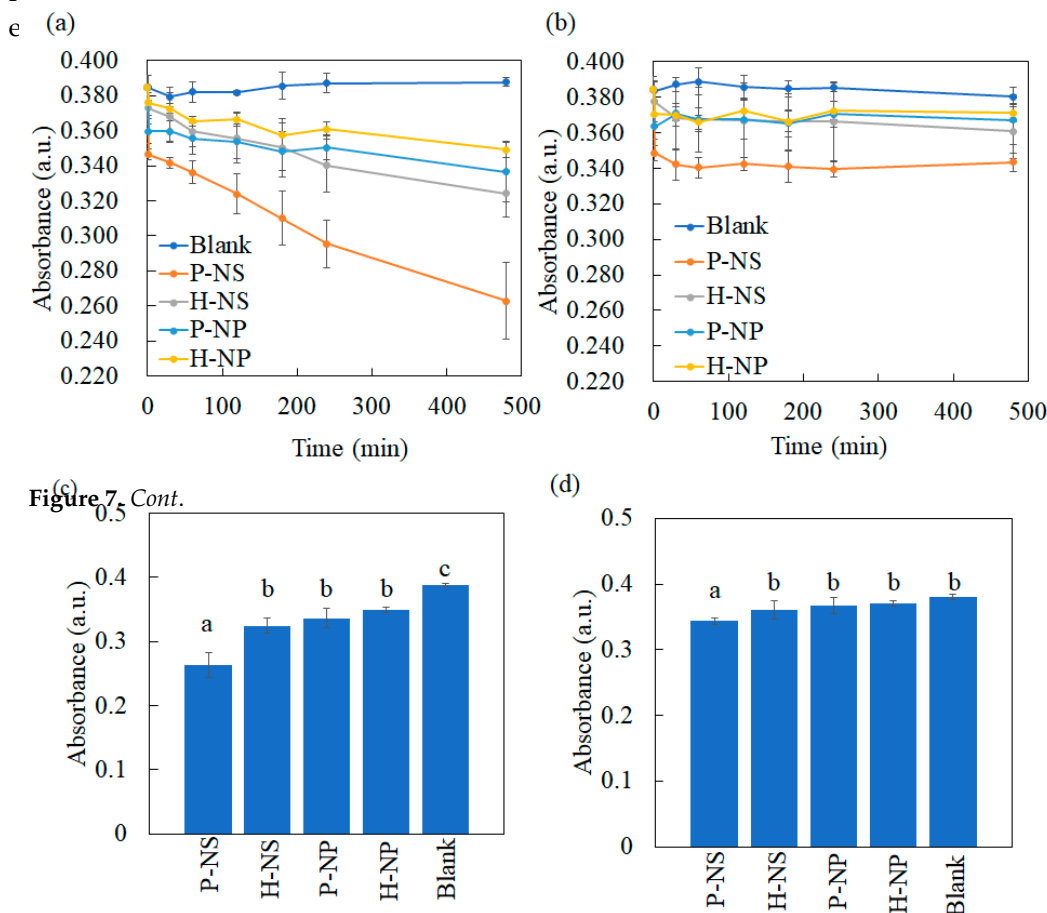 e
(a)
0.400
0.380
0.360
0.340
0.320
0.300
0.280
0.260
0.240
0.220
Absorbance (a.u.)
Blank
P-NS
H-NS
P-NP
H-NP
0 100 200 300 400 500
Time (min)
(b)
0.400
0.380
0.360
0.340
0.320
0.300
0.280
0.260
0.240
0.220
Absorbance (a.u.)
Blank
P-NS
H-NS
P-NP
H-NP
0 100 200 300 400 500
Time (min)
Figure 7. Cont.
(c)
0.5
0.4
0.3
0.2
0.1
0
Absorbance (a.u.)
a b b b c
P-NS H-NS P-NP H-NP Blank
(d)
0.5
0.4
0.3
0.2
0.1
0
Absorbance (a.u.)
a b b b b
P-NS H-NS P-NP H-NP Blank